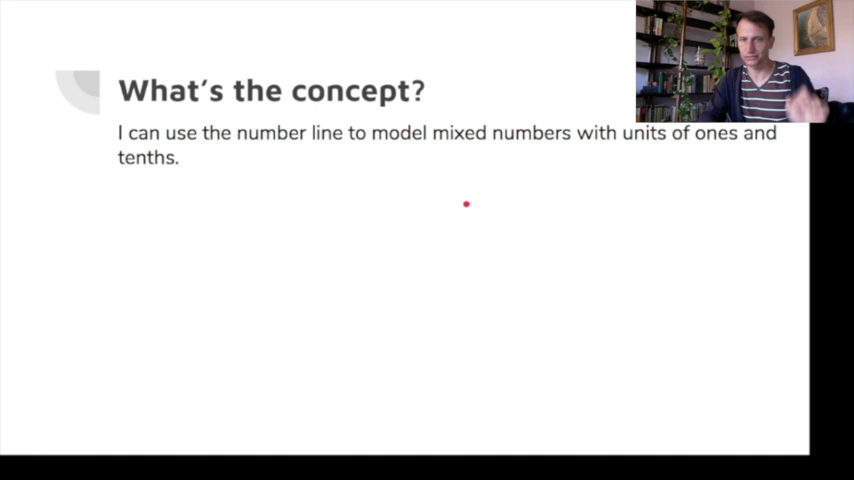 What's the concept?
I can use the number line to model mixed numbers with units of ones and
tenths.